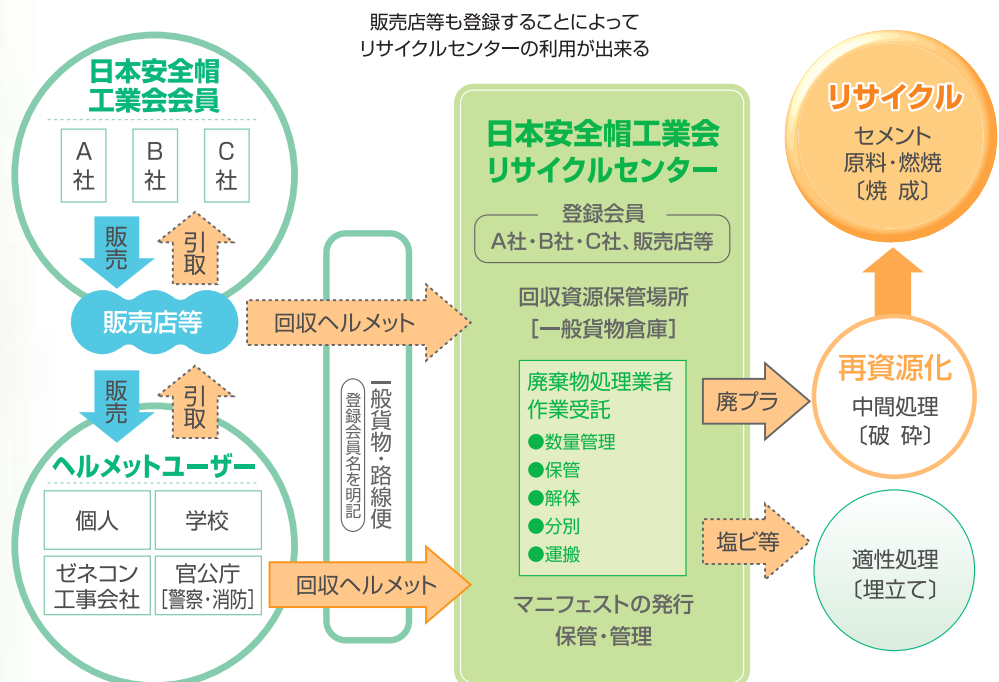 販売店等も登録することによって
リサイクルセンターの利用が出来る
日本安全帽
工業会会員
A社
B社
C社
販売
引取
販売店等
販売
引取
ヘルメットユーザー
個人
学校
ゼネコン
工事会社
官公庁
[警察・消防]
回収ヘルメット
回収ヘルメット
一般貨物・路線便
登録会員名を明記
日本安全帽工業会
リサイクルセンター
登録会員
A社・B社・C社、販売店等
回収資源保管場所
[一般貨物倉庫]
廃棄物処理業者
作業受託
●数量管理
●保管
●解体
●分別
●運搬
マニフェストの発行
保管・管理
廃プラ
塩ビ等
リサイクル
セメント
原料・燃焼
〔焼 成〕
再資源化
中間処理
〔破 砕〕
適性処理
〔埋立て〕